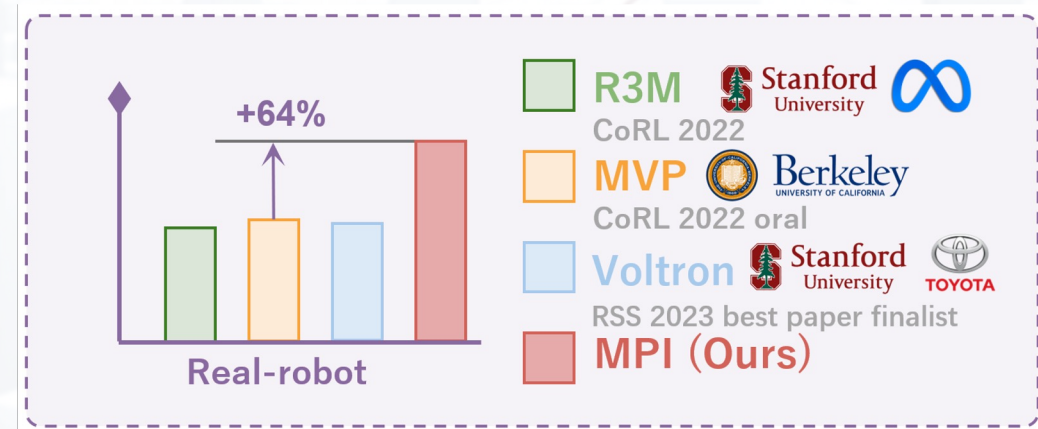 +64%
Real-robot
R3M
Stanford
University
CoRL 2022
MVP
Berkeley
UNIVERSITY OF CALIFORNIA
CoRL 2022 oral
Voltron
Stanford
University
TOYOTA
RSS 2023 best paper finalist
MPI (Ours)